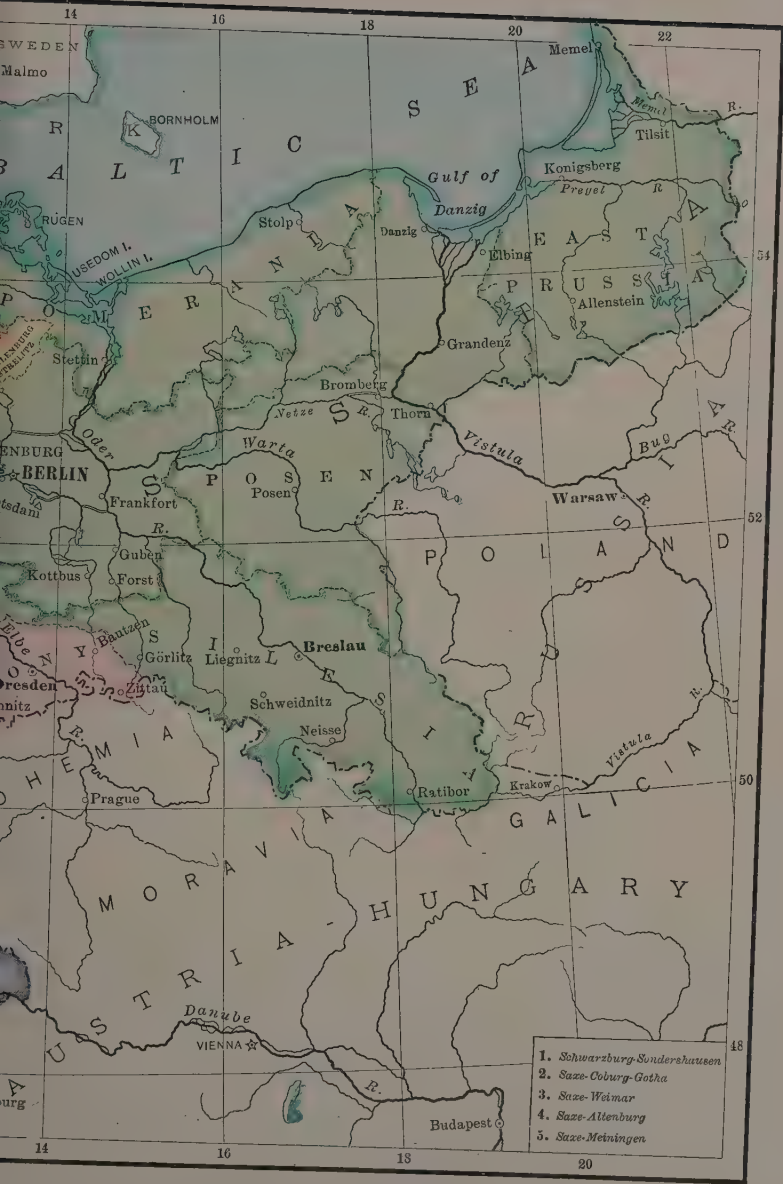 14 16 18 20 22
SWEDEN
Malmo
Memel
BALTIC SEA
R K
BORNHOLM
Memel R.
Tilsit
Konigsberg
Pregel R
Gulf of
Danzig
RÜGEN
Stolp
Danzig
Elbing
EAST
PRUSSIA
54
USEDOM I.
WOLLIN I.
POMERANIA
Allenstein
STRELITZ
Stettin
Grandenz
Bromberg
Netze R.
Thorn
Oder
Warta
Vistula
Bug R.
BERLIN
POSEN
Posen
Frankfort
Warsaw
R.
52
R.
R.
POLAND
Guben
Kottbus
Forst
RUSSIA
Elbe
Bautzen
Görlitz
Liegnitz
Breslau
SILESIA
Dresden
Zittau
Schweidnitz
Neisse
R.
R.
Vistula
Ratibor
Krakow
50
Prague
GALICIA
MORAVIA
AUSTRIA-HUNGARY
Danube
VIENNA
R.
Budapest
48
1. Schwarzburg-Sondershausen
2. Saxe-Coburg-Gotha
3. Saxe-Weimar
4. Saxe-Altenburg
5. Saxe-Meiningen
14 16 18 20